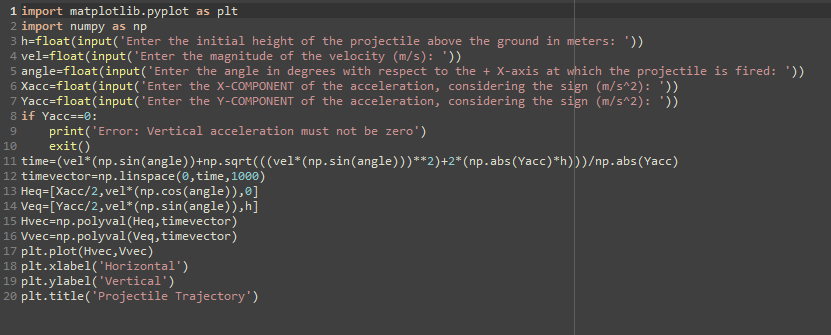 1 import matplotlib.pyplot as plt
2 import numpy as np
3 h=float(input('Enter the initial height of the projectile above the ground in meters: '))
4 vel=float(input('Enter the magnitude of the velocity (m/s): '))
5 angle=float(input('Enter the angle in degrees with respect to the + X-axis at which the projectile is fired: '))
6 Xacc=float(input('Enter the X-COMPONENT of the acceleration, considering the sign (m/s^2): '))
7 Yacc=float(input('Enter the Y-COMPONENT of the acceleration, considering the sign (m/s^2): '))
8 if Yacc==0:
9     print('Error: Vertical acceleration must not be zero')
10     exit()
11 time=(vel*(np.sin(angle))+np.sqrt(((vel*(np.sin(angle)))**2)+2*(np.abs(Yacc)*h)))/np.abs(Yacc)
12 timevector=np.linspace(0,time,1000)
13 Heq=[Xacc/2,vel*(np.cos(angle)),0]
14 Veq=[Yacc/2,vel*(np.sin(angle)),h]
15 Hvec=np.polyval(Heq,timevector)
16 Vvec=np.polyval(Veq,timevector)
17 plt.plot(Hvec,Vvec)
18 plt.xlabel('Horizontal')
19 plt.ylabel('Vertical')
20 plt.title('Projectile Trajectory')